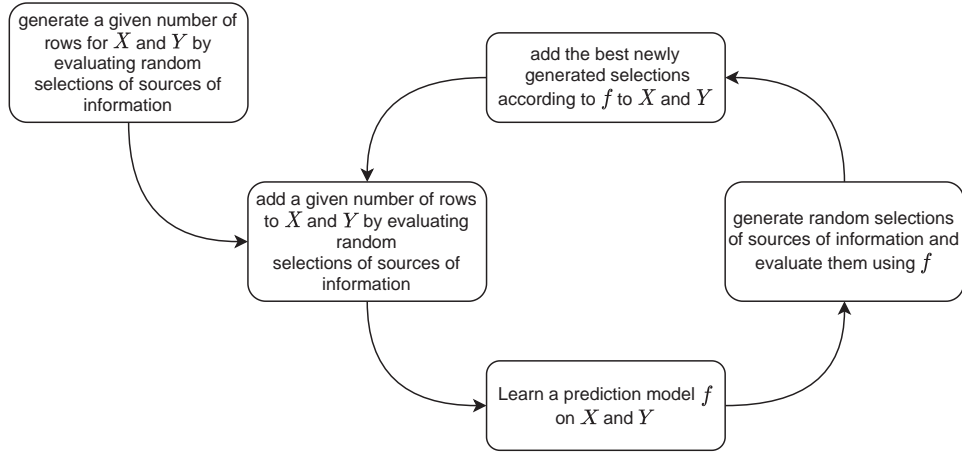 generate a given number of
rows for X and Y by
evaluating random
selections of sources of
information
add the best newly
generated selections
according to f to X and Y
add a given number of rows
to X and Y by evaluating
random
selections of sources of
information
generate random selections
of sources of information and
evaluate them using f
Learn a prediction model f
on X and Y